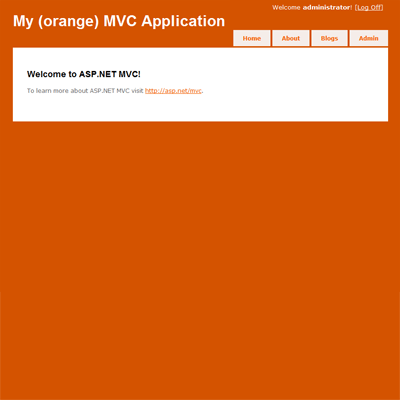 Welcome administrator! [Log Off]
My (orange) MVC Application
Home About Blogs Admin
Welcome to ASP.NET MVC!
To learn more about ASP.NET MVC visit http://asp.net/mvc.